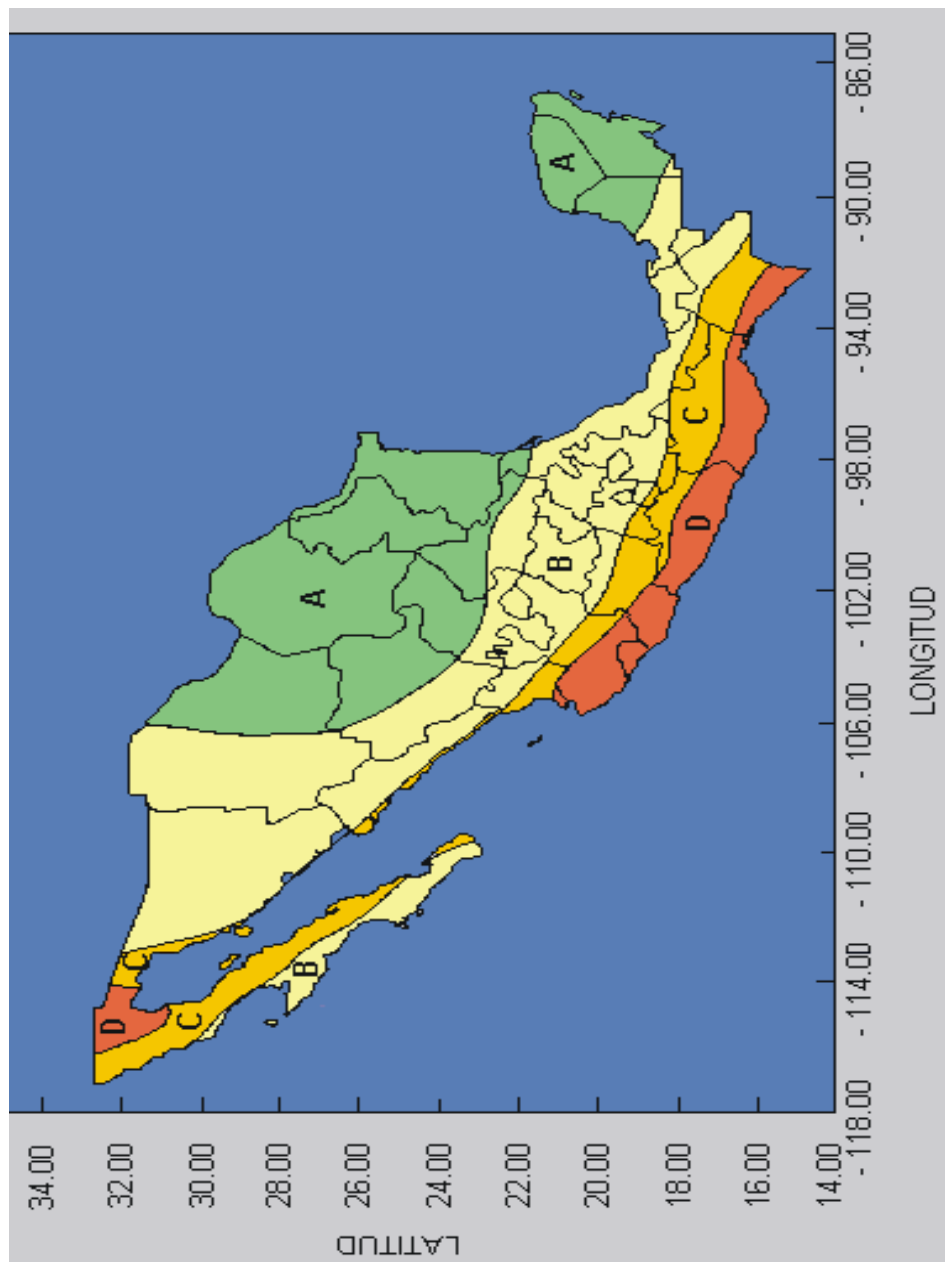 34.00
32.00
30.00
28.00
26.00
24.00
22.00
20.00
18.00
16.00
14.00
LATITUD
D
C
C
B
A
B
D
C
A
- 118.00
- 114.00
- 110.00
- 106.00
- 102.00
- 98.00
- 94.00
- 90.00
- 86.00
LONGITUD